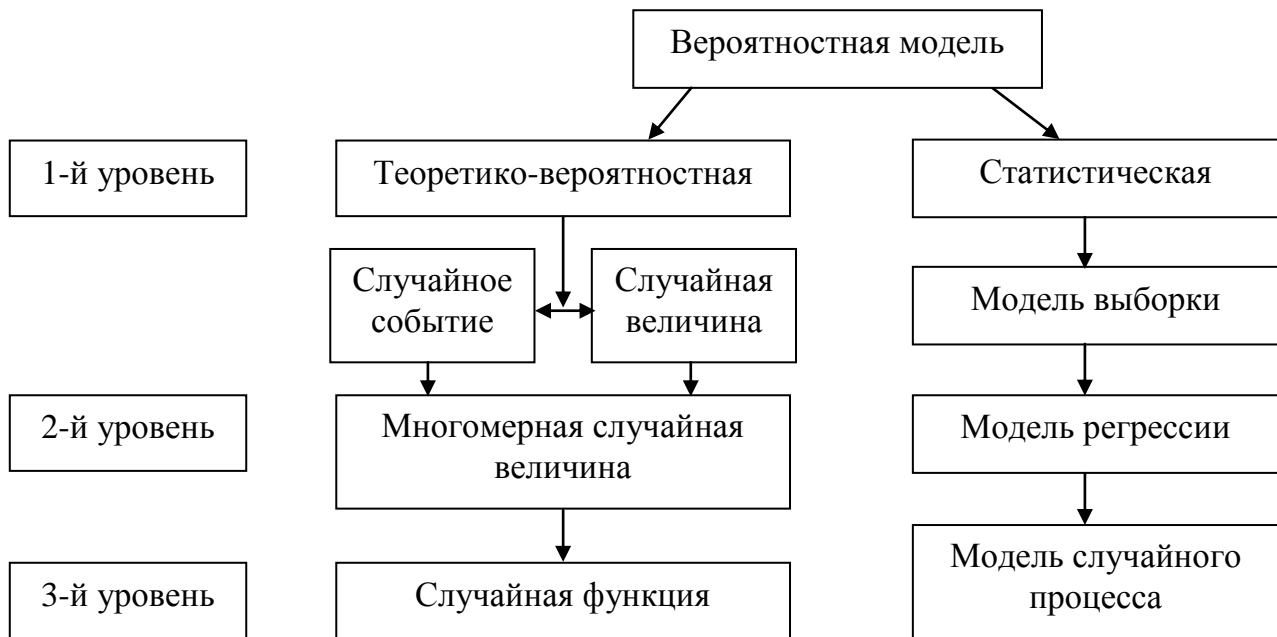 Вероятностная модель
1-й уровень
Теоретико-вероятностная
Статистическая
Случайное
событие
Случайная
величина
Модель выборки
2-й уровень
Многомерная случайная
величина
Модель регрессии
3-й уровень
Случайная функция
Модель случайного
процесса